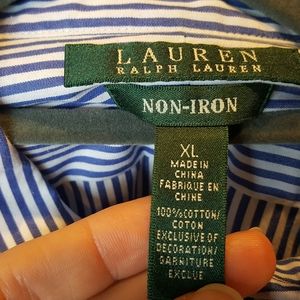 LAUREN
RALPH LAUREN
NON-IRON
XL
MADE IN
CHINA
FABRIQUE EN
CHINE
100%COTTON/
COTON
EXCLUSIVE OF
DECORATION/
GARNITURE
EXCLUE